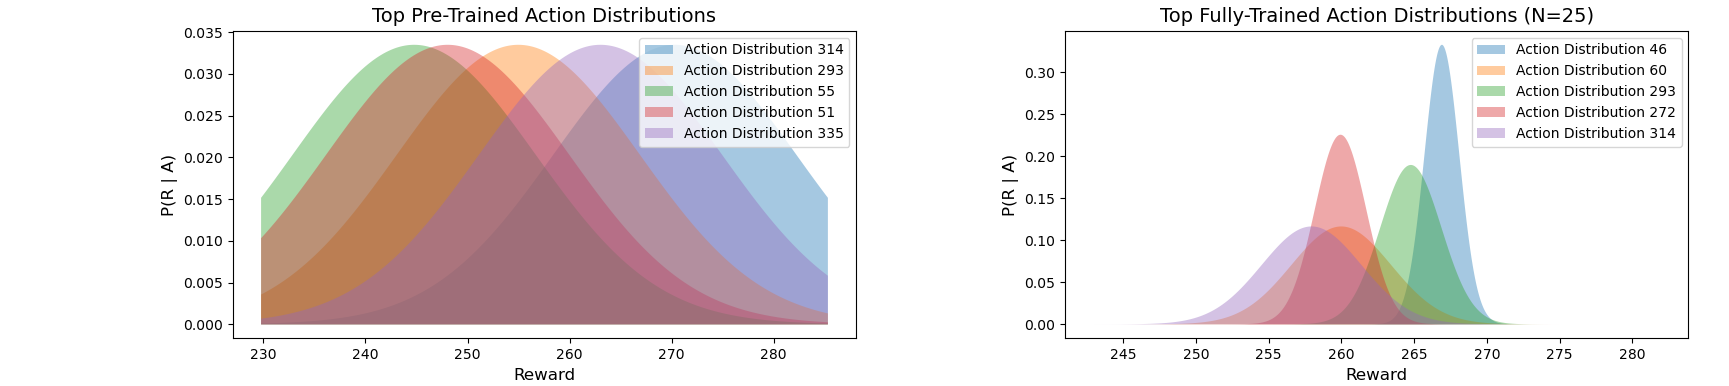 Top Pre-Trained Action Distributions
P(R | A)
0.035
0.030
0.025
0.020
0.015
0.010
0.005
0.000
230
240
250
260
270
280
Reward
Action Distribution 314
Action Distribution 293
Action Distribution 55
Action Distribution 51
Action Distribution 335
Top Fully-Trained Action Distributions (N=25)
P(R | A)
0.30
0.25
0.20
0.15
0.10
0.05
0.00
245
250
255
260
265
270
275
280
Reward
Action Distribution 46
Action Distribution 60
Action Distribution 293
Action Distribution 272
Action Distribution 314